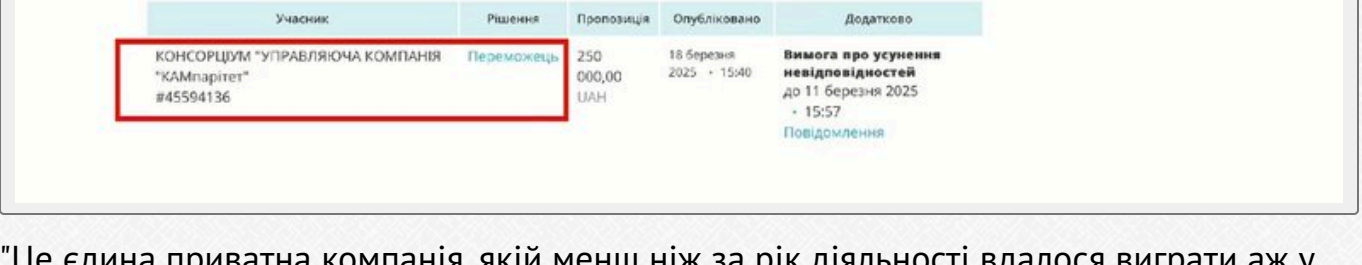 Учасник Рішення Пропозиція Опубліковано Додатково
КОНСОРЦІУМ "УПРАВЛЯЮЧА КОМПАНІЯ
"КАМпарітет"
#45594136
Переможець
250
000,00
UAH
18 березня
2025 • 15:40
Вимога про усунення
невідповідностей
до 11 березня 2025
• 15:57
Повідомлення
"Це єдина приватна компанія, якій менш ніж за рік діяльності вдалося виграти аж у